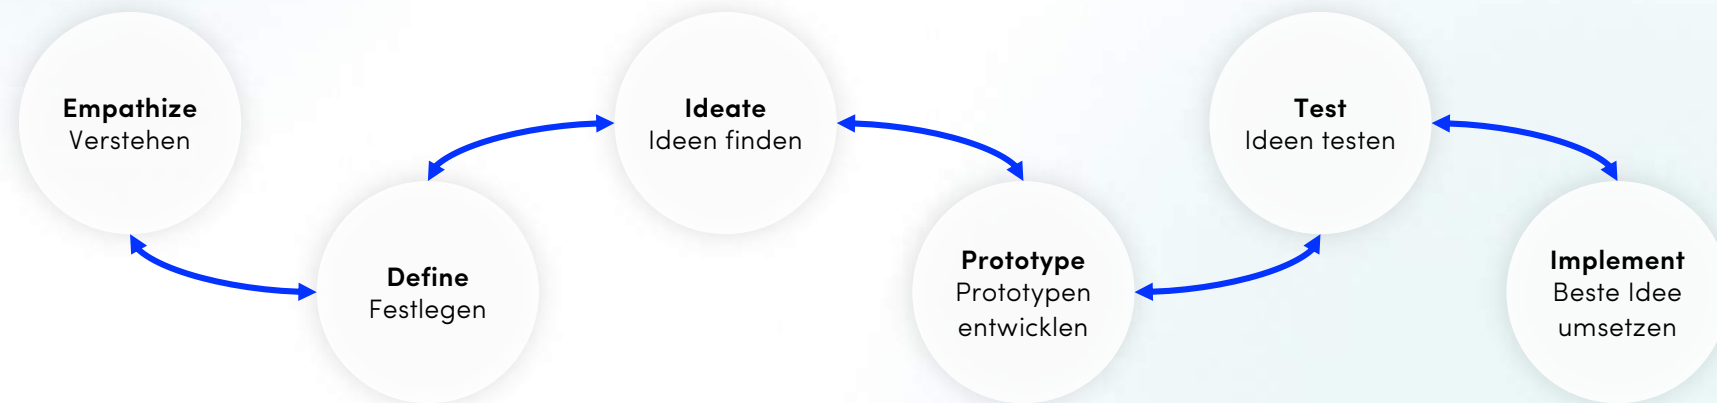 Empathize
Verstehen
Define
Festlegen
Ideate
Ideen finden
Prototype
Prototypen
entwicklen
Test
Ideen testen
Implement
Beste Idee
umsetzen